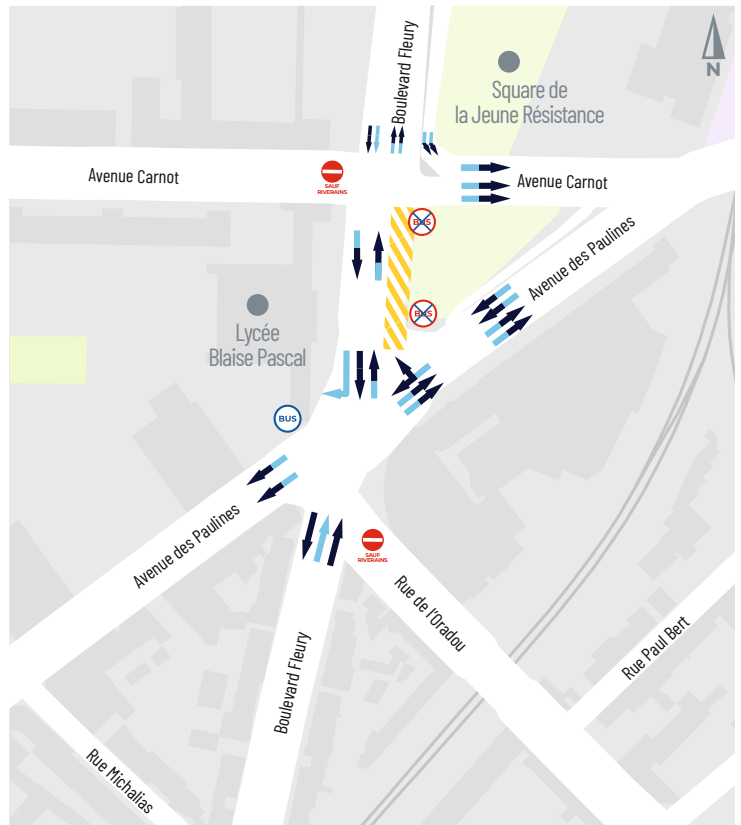 Boulevard Fleury
N
Square de
la Jeune Résistance
Avenue Carnot
SAUF
RIVERAINS
Avenue Carnot
BUS
Avenue des Paulines
BUS
Lycée
Blaise Pascal
BUS
Avenue des Paulines
SAUF
RIVERAINS
Rue de l'Oradou
Boulevard Fleury
Rue Paul Bert
Rue Michalias